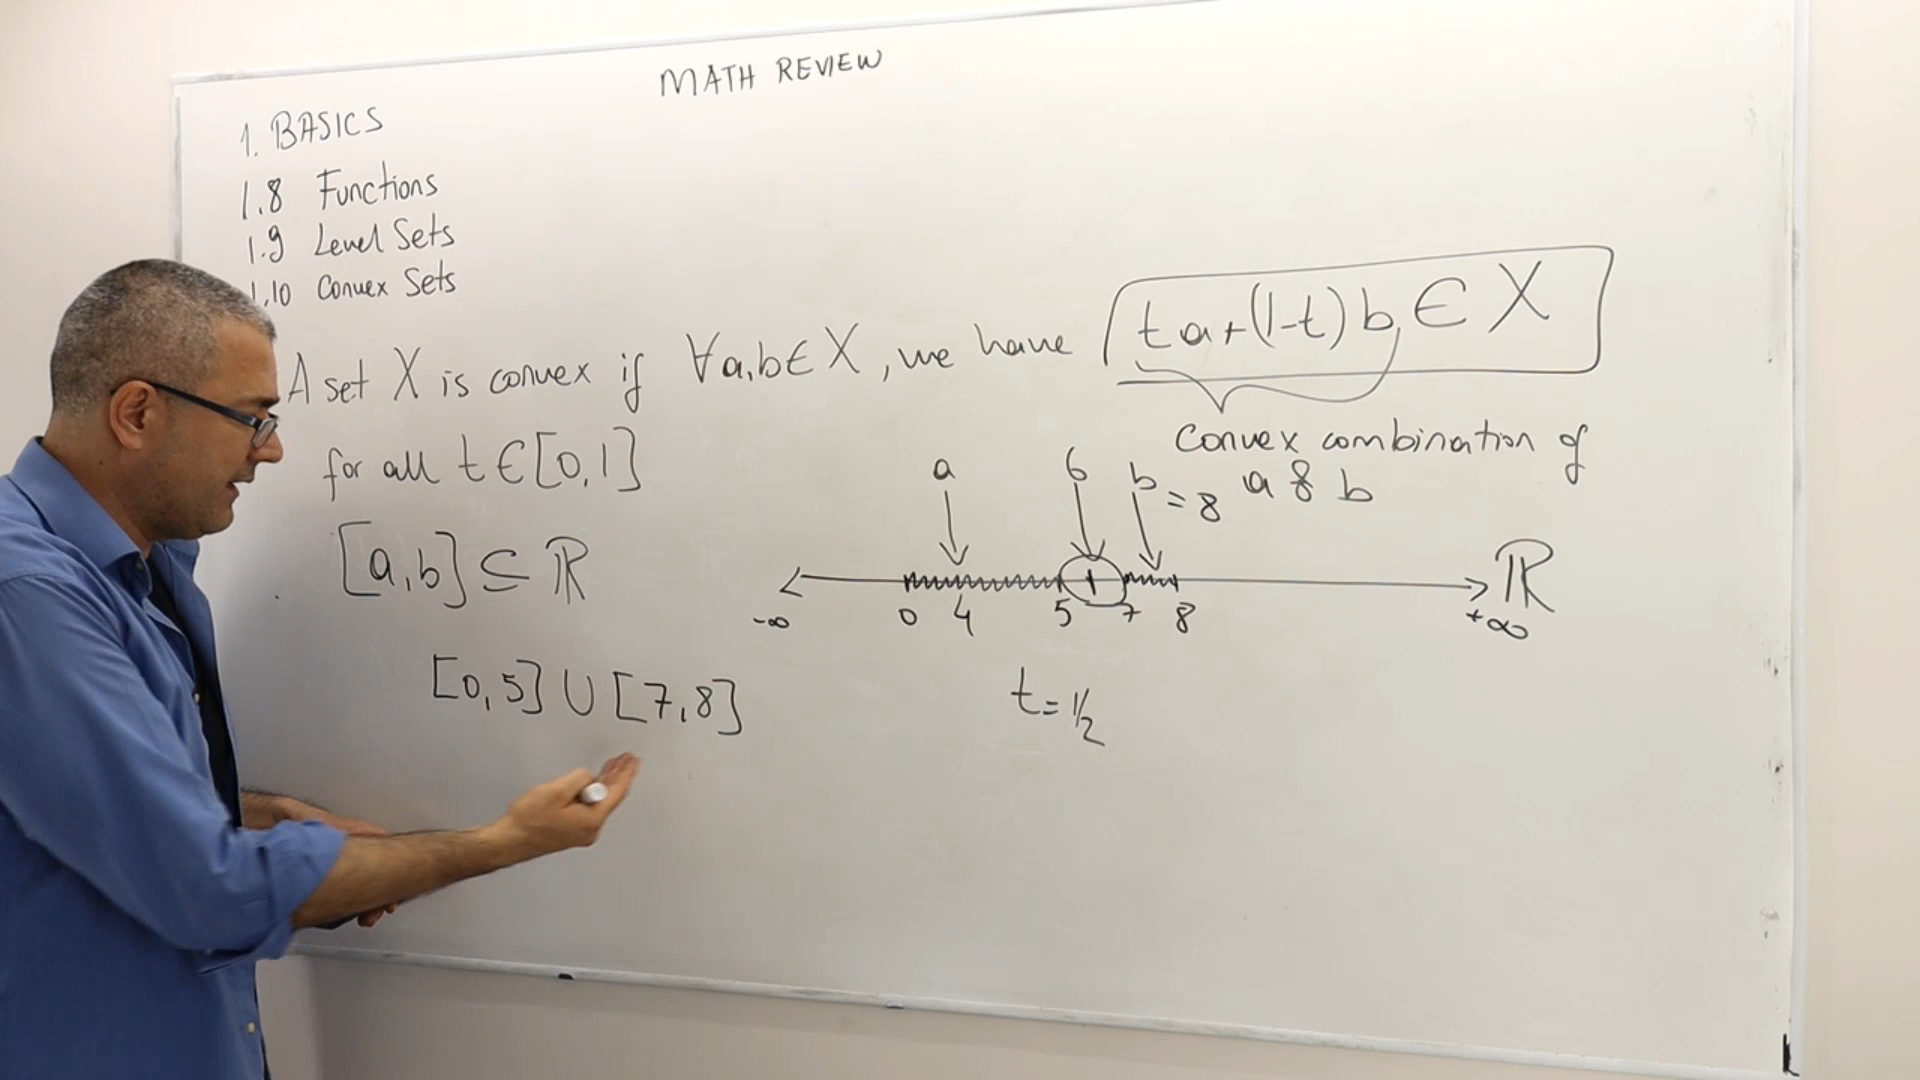 MATH REVIEW
1. BASICS
1.8 Functions
1.9 Level Sets
1.10 Convex Sets
A set X is convex if ∀a,b∈X, we have ta+(1-t)b ∈ X
for all t∈[0,1]
convex combination of
a & b
a 6 b = 8
[a,b] ⊆ ℝ
-∞ 0 4 5 7 8 +∞ ℝ
[0,5] ∪ [7,8]
t = 1/2